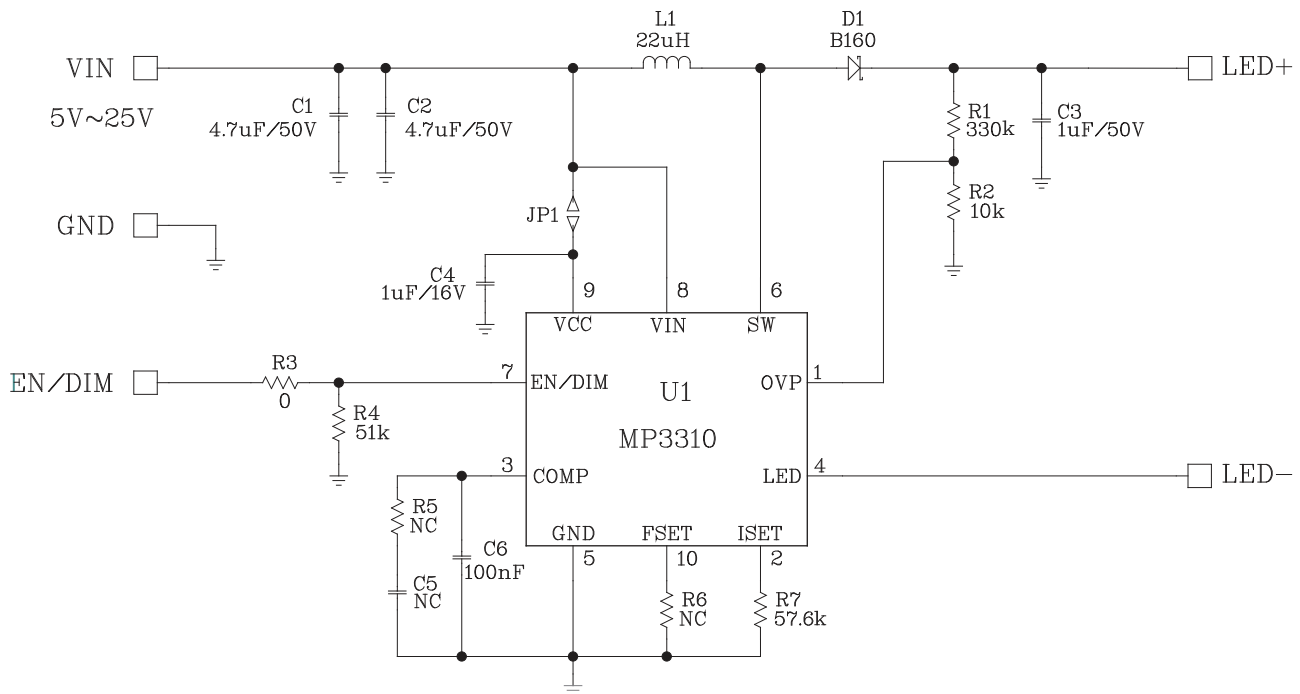 L1
22uH
D1
B160
VIN
LED+
5V~25V
C1
4.7uF/50V
C2
4.7uF/50V
R1
330k
C3
1uF/50V
R2
10k
GND
JP1
C4
1uF/16V
9
8
6
VCC
VIN
SW
EN/DIM
R3
0
R4
51k
7
EN/DIM
U1
MP3310
OVP
1
3
COMP
LED
4
LED-
R5
NC
C6
100nF
C5
NC
GND
FSET
ISET
5
10
2
R6
NC
R7
57.6k